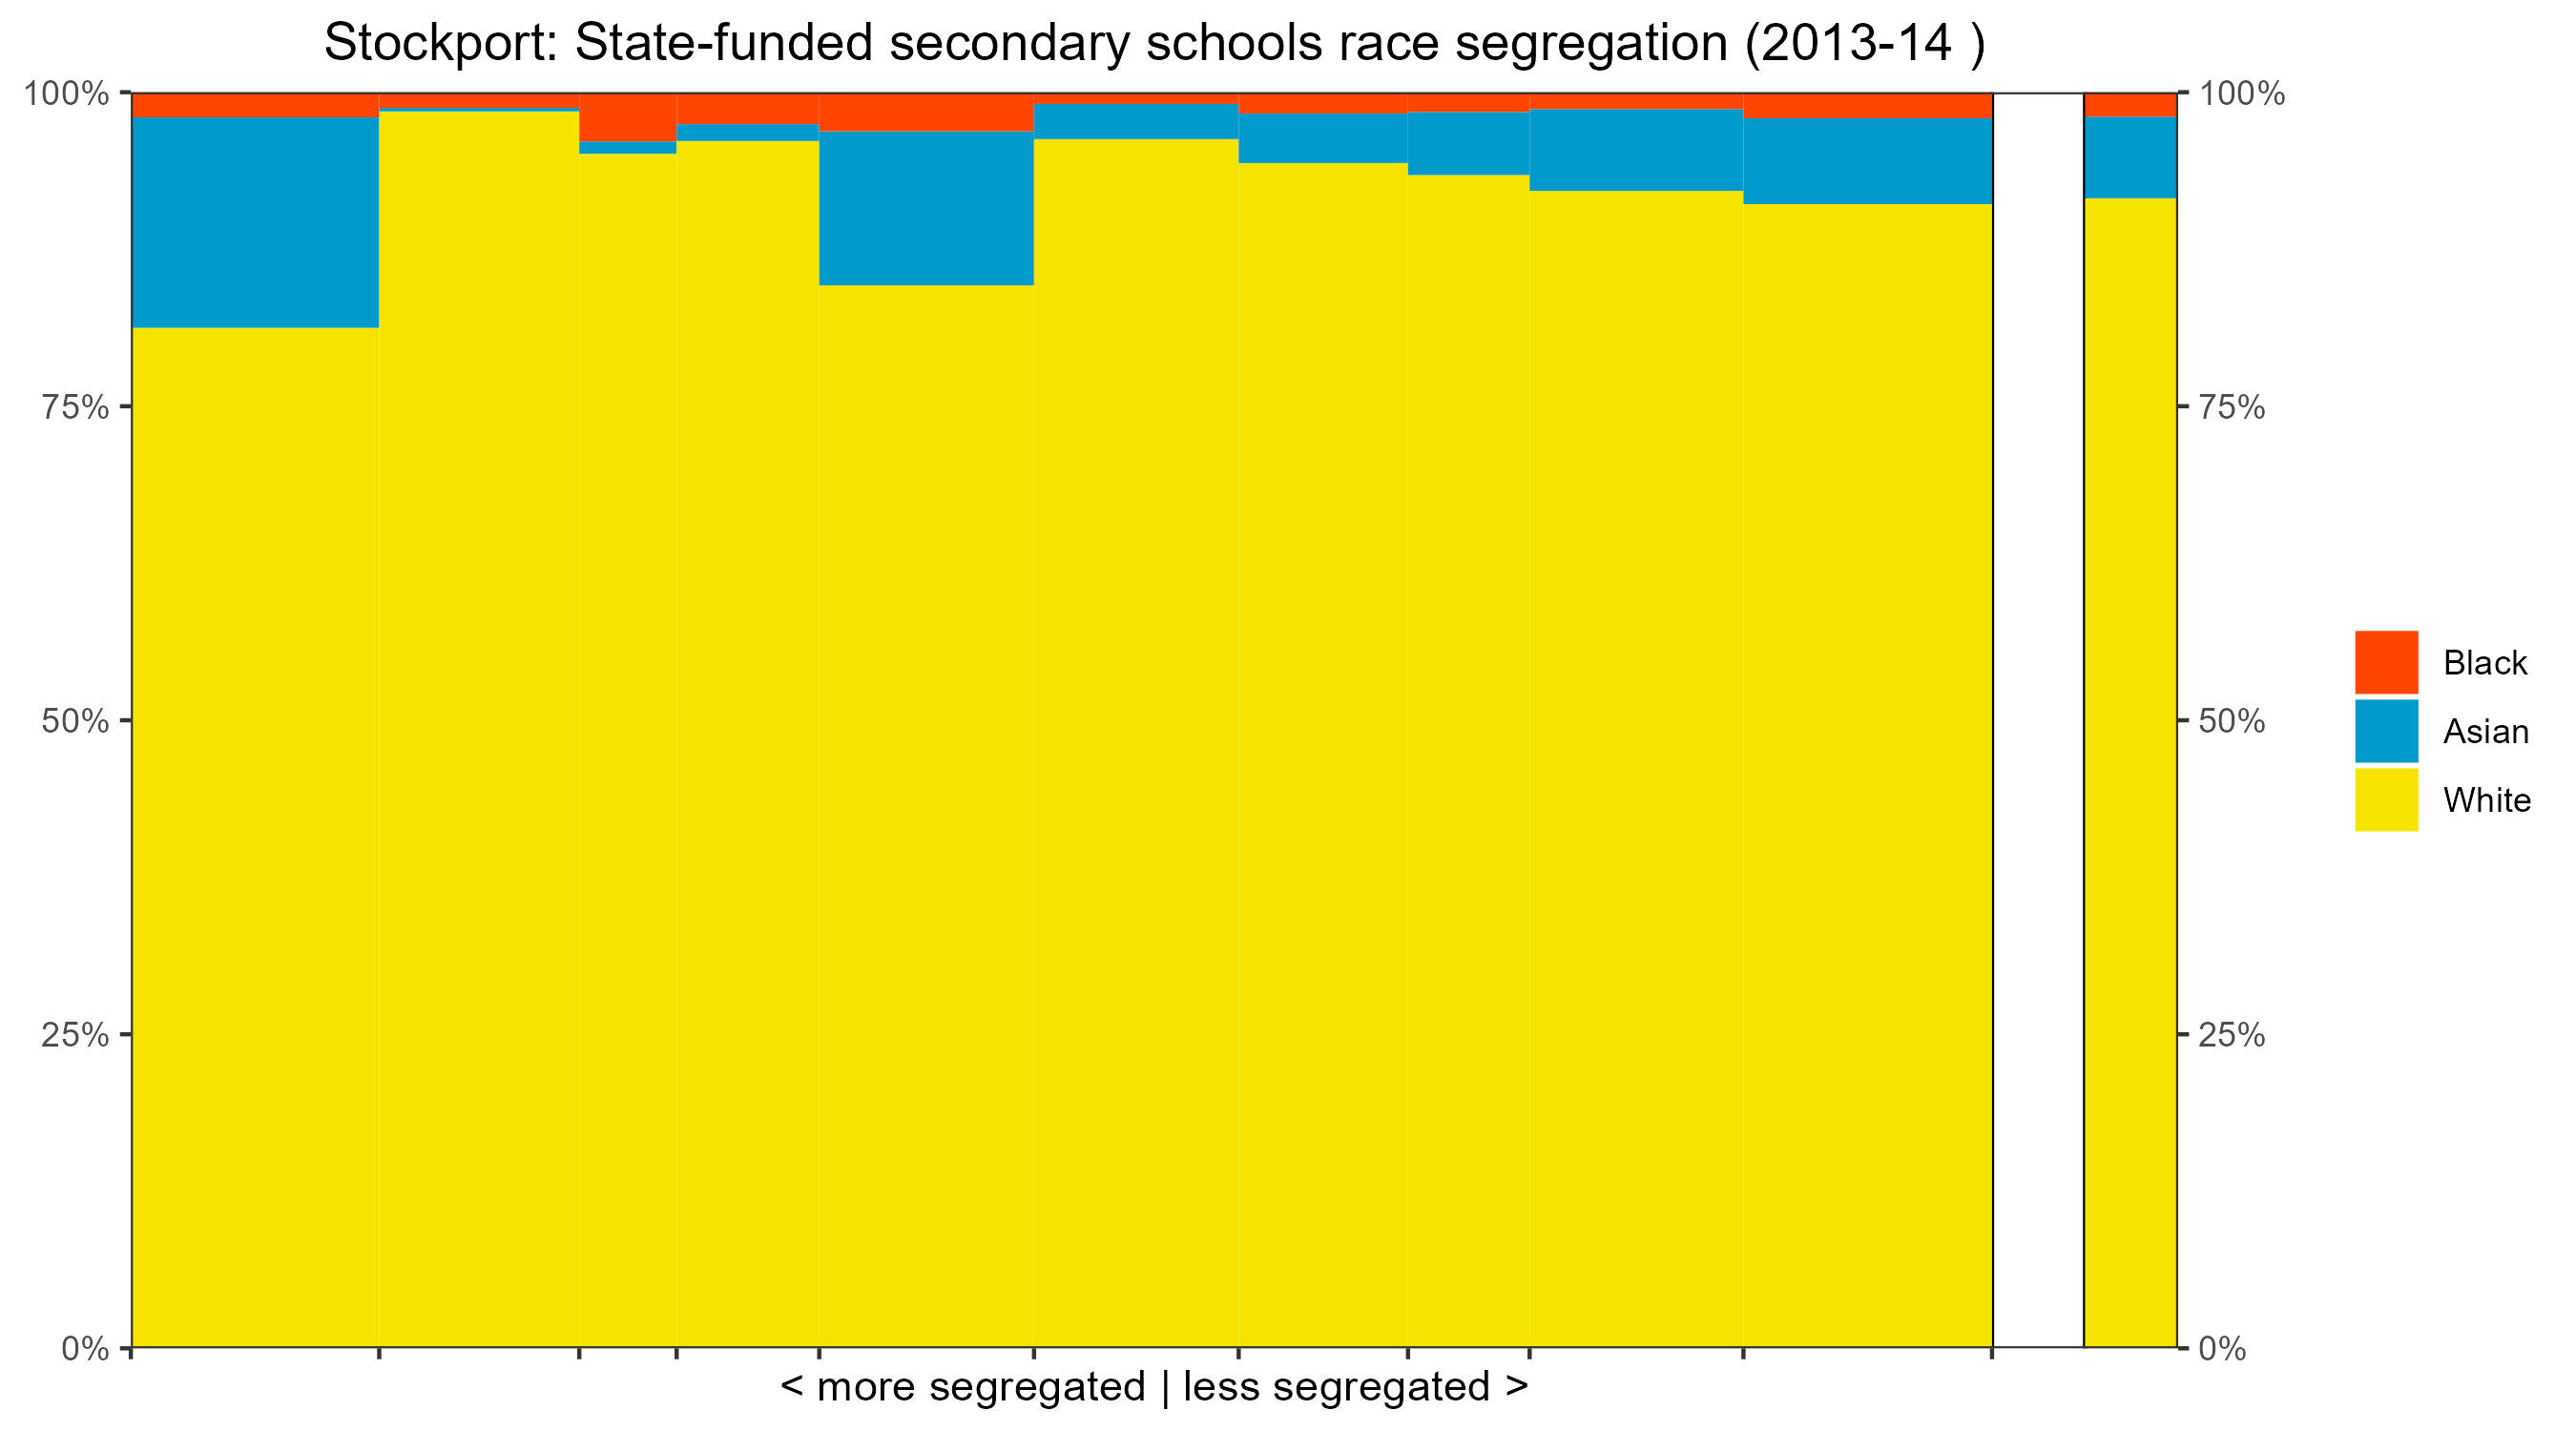 Stockport: State-funded secondary schools race segregation (2013-14 )
100%
75%
50%
25%
0%
100%
75%
50%
25%
0%
Black
Asian
White
< more segregated | less segregated >